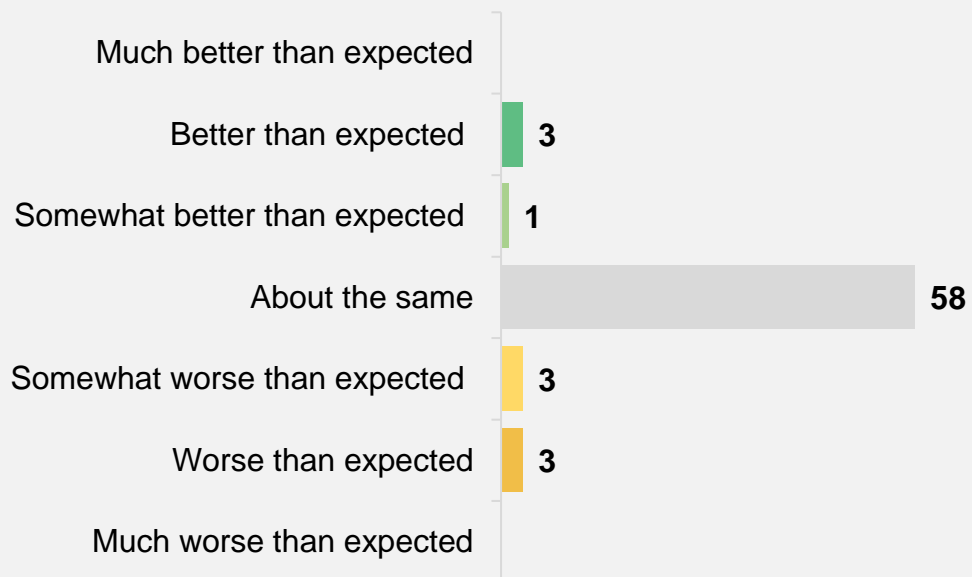 Much better than expected
Better than expected 3
Somewhat better than expected 1
About the same 58
Somewhat worse than expected 3
Worse than expected 3
Much worse than expected